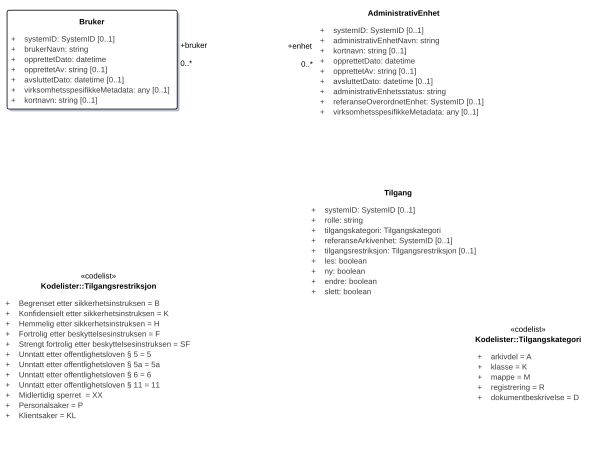 Bruker
+ systemID: SystemID [0..1]
+ brukerNavn: string
+ opprettetDato: datetime
+ opprettetAv: string [0..1]
+ avsluttetDato: datetime [0..1]
+ virksomhetsspesifikkeMetadata: any [0..1]
+ kortnavn: string [0..1]
+bruker
0..*
+enhet
0..*
AdministrativEnhet
+ systemID: SystemID [0..1]
+ administrativEnhetNavn: string
+ kortnavn: string [0..1]
+ opprettetDato: datetime
+ opprettetAv: string [0..1]
+ avsluttetDato: datetime [0..1]
+ administrativEnhetsstatus: string
+ referanseOverordnetEnhet: SystemID [0..1]
+ virksomhetsspesifikkeMetadata: any [0..1]
Tilgang
+ systemID: SystemID [0..1]
+ rolle: string
+ tilgangskategori: Tilgangskategori
+ referanseArkivenhet: SystemID [0..1]
+ tilgangsrestriksjon: Tilgangsrestriksjon [0..1]
+ les: boolean
+ ny: boolean
+ endre: boolean
+ slett: boolean
«codelist»
Kodelister::Tilgangsrestriksjon
+ Begrenset etter sikkerhetsinstruksen = B
+ Konfidensielt etter sikkerhetsinstruksen = K
+ Hemmelig etter sikkerhetsinstruksen = H
+ Fortrolig etter beskyttelsesinstruksen = F
+ Strengt fortrolig etter beskyttelsesinstruksen = SF
+ Unntatt etter offentlighetsloven § 5 = 5
+ Unntatt etter offentlighetsloven § 5a = 5a
+ Unntatt etter offentlighetsloven § 6 = 6
+ Unntatt etter offentlighetsloven § 11 = 11
+ Midlertidig sperret = XX
+ Personalsaker = P
+ Klientsaker = KL
«codelist»
Kodelister::Tilgangskategori
+ arkivdel = A
+ klasse = K
+ mappe = M
+ registrering = R
+ dokumentbeskrivelse = D